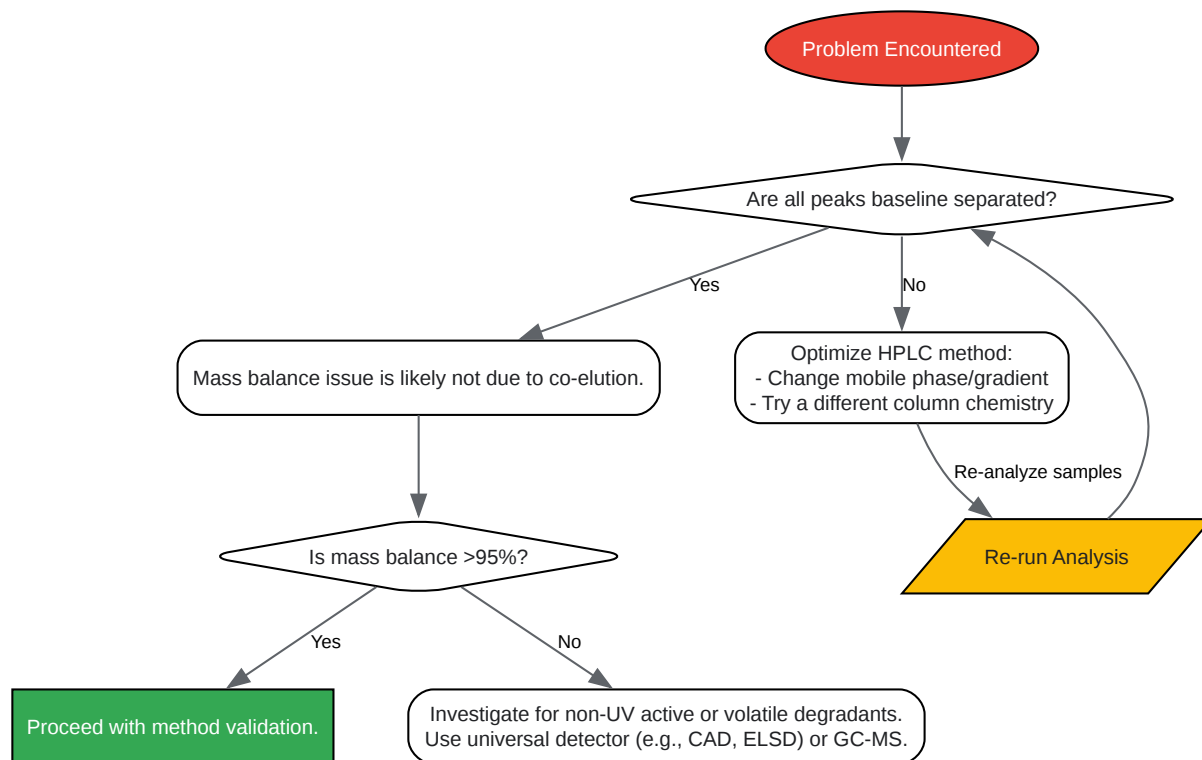 Problem Encountered
Are all peaks baseline separated?
Yes
No
Mass balance issue is likely not due to co-elution.
Optimize HPLC method:
- Change mobile phase/gradient
- Try a different column chemistry
Re-analyze samples
Is mass balance >95%?
Re-run Analysis
Yes
No
Proceed with method validation.
Investigate for non-UV active or volatile degradants.
Use universal detector (e.g., CAD, ELSD) or GC-MS.